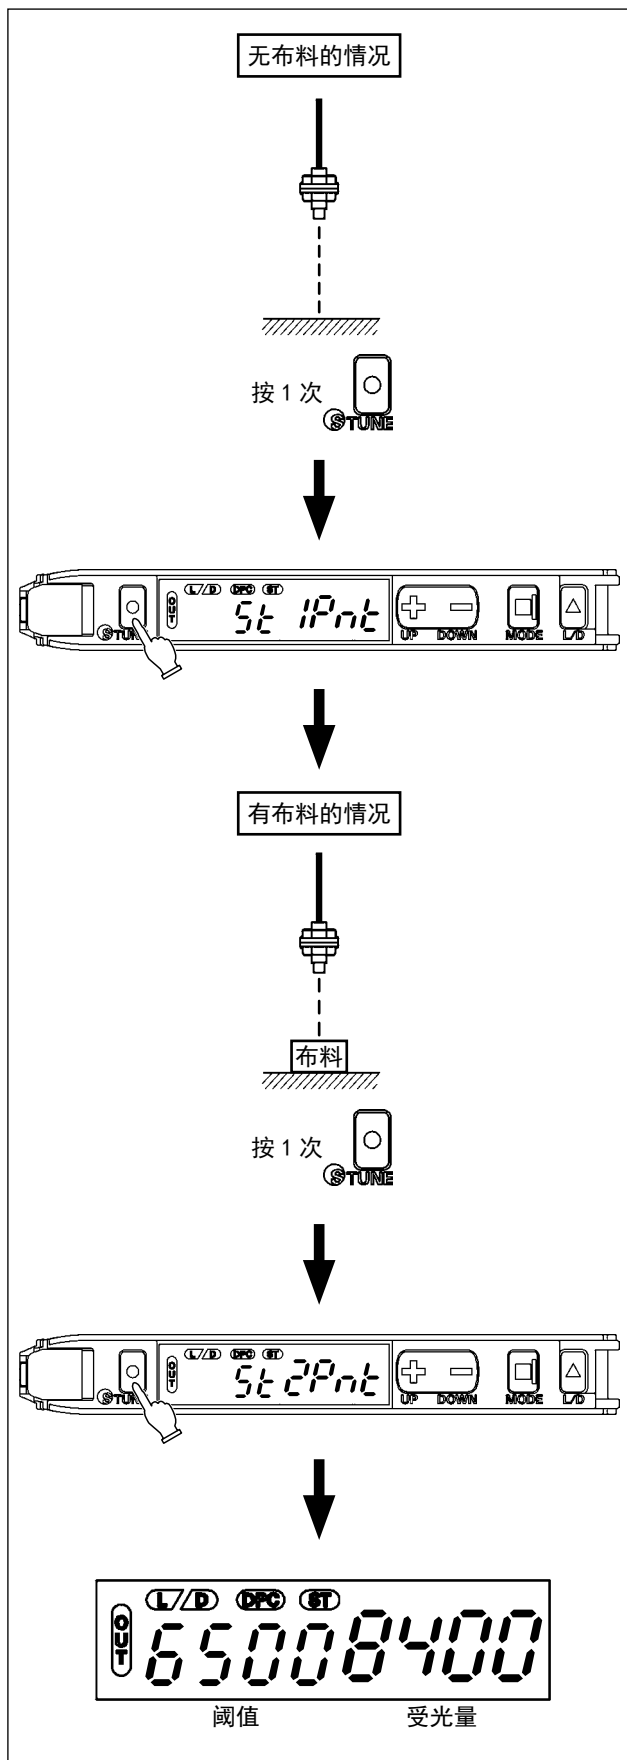 无布料的情况
按 1 次
STUNE
L/D DPC ST
OUT
St 1Pnt
STUN
UP DOWN MODE L/D
有布料的情况
布料
按 1 次
STUNE
L/D DPC ST
OUT
St 2Pnt
STUN
UP DOWN MODE L/D
L/D DPC ST
OUT
6500 8400
阈值 受光量